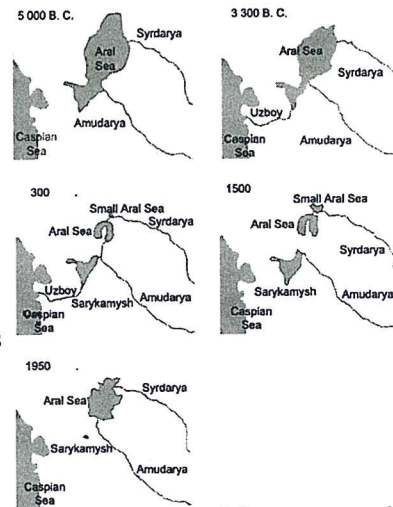 5 000 B. C.
Aral
Sea
Syrdarya
Amudarya
Caspian
Sea
3 300 B. C.
Aral Sea
Syrdarya
Uzboy
Amudarya
Caspian
Sea
300
Small Aral Sea
Syrdarya
Aral Sea
Uzboy
Sarykamysh
Amudarya
Caspian
Sea
1500
Small Aral Sea
Aral Sea
Syrdarya
Sarykamysh
Amudarya
Caspian
Sea
1950
Aral Sea
Syrdarya
Sarykamysh
Amudarya
Caspian
Sea